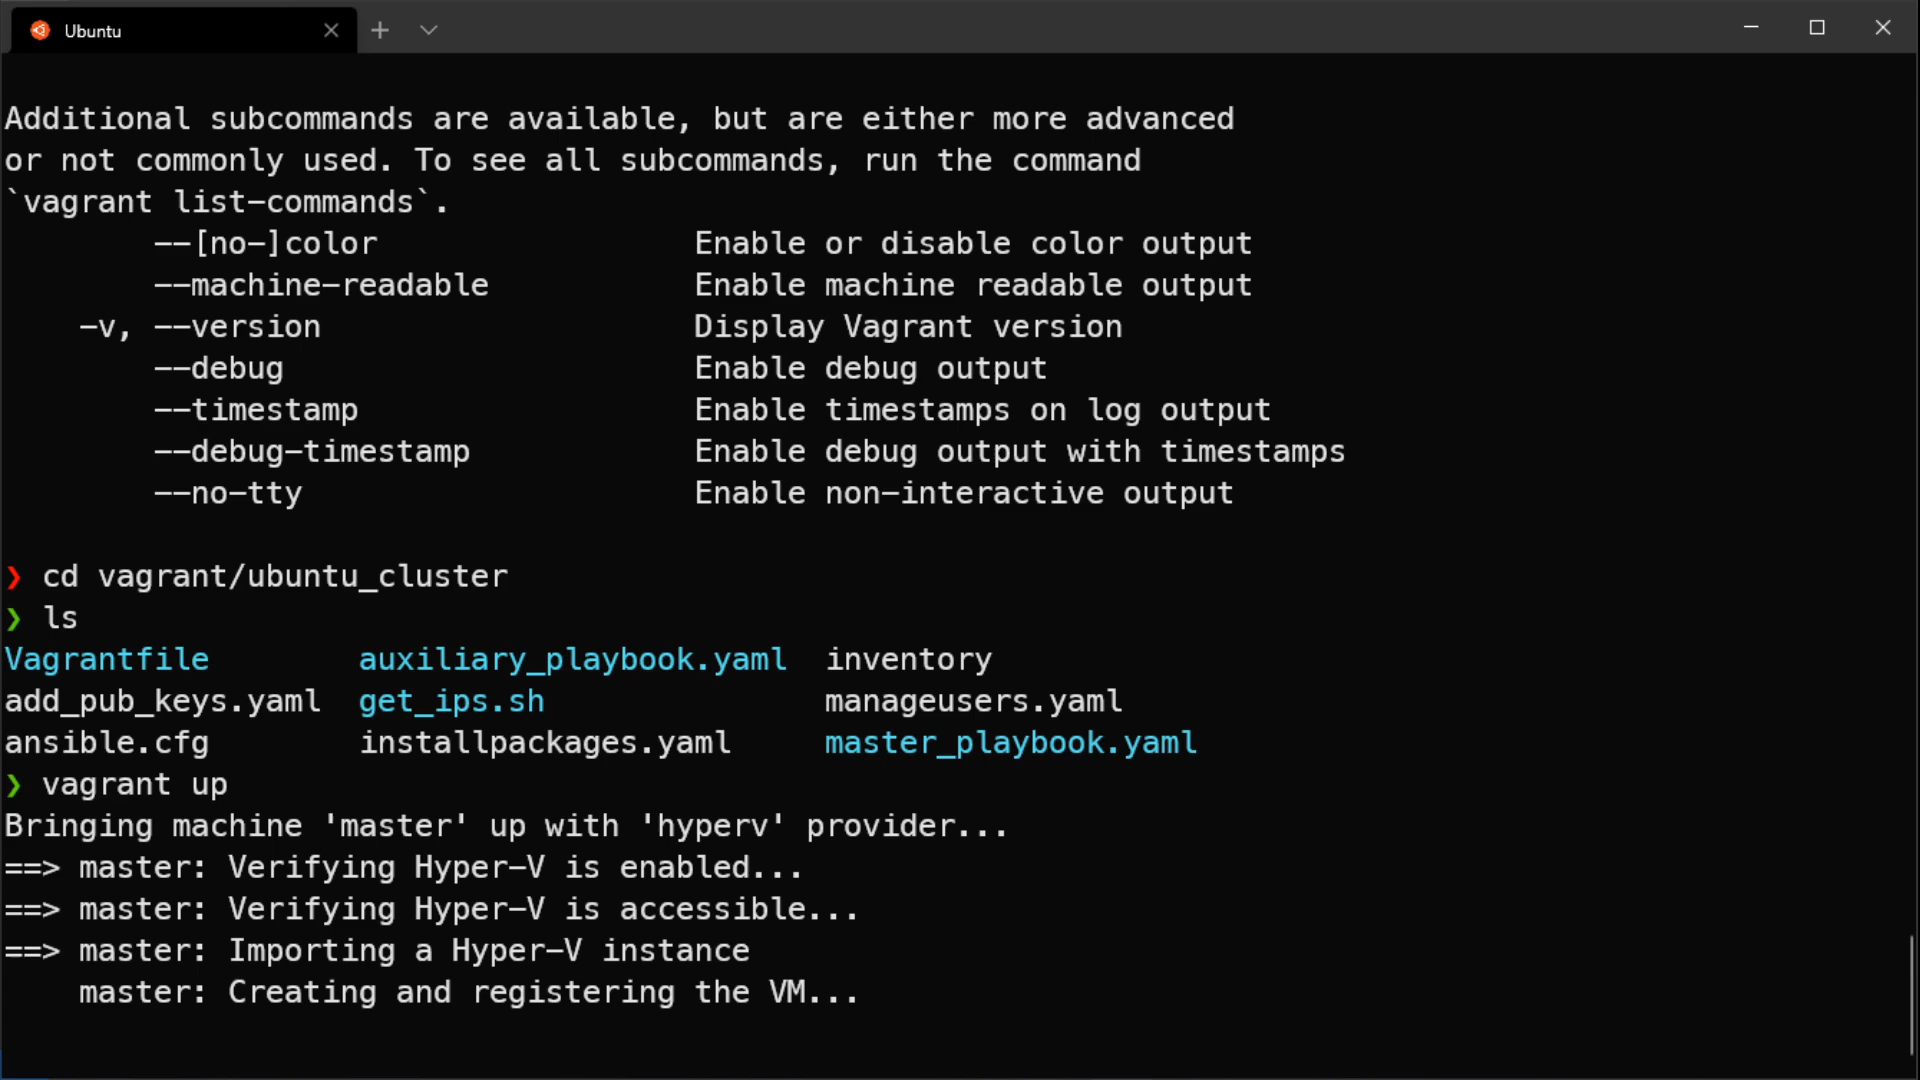 Ubuntu
Additional subcommands are available, but are either more advanced
or not commonly used. To see all subcommands, run the command
`vagrant list-commands`.
--[no-]color Enable or disable color output
--machine-readable Enable machine readable output
-v, --version Display Vagrant version
--debug Enable debug output
--timestamp Enable timestamps on log output
--debug-timestamp Enable debug output with timestamps
--no-tty Enable non-interactive output
❯ cd vagrant/ubuntu_cluster
❯ ls
Vagrantfile auxiliary_playbook.yaml inventory
add_pub_keys.yaml get_ips.sh manageusers.yaml
ansible.cfg installpackages.yaml master_playbook.yaml
❯ vagrant up
Bringing machine 'master' up with 'hyperv' provider...
==> master: Verifying Hyper-V is enabled...
==> master: Verifying Hyper-V is accessible...
==> master: Importing a Hyper-V instance
master: Creating and registering the VM...